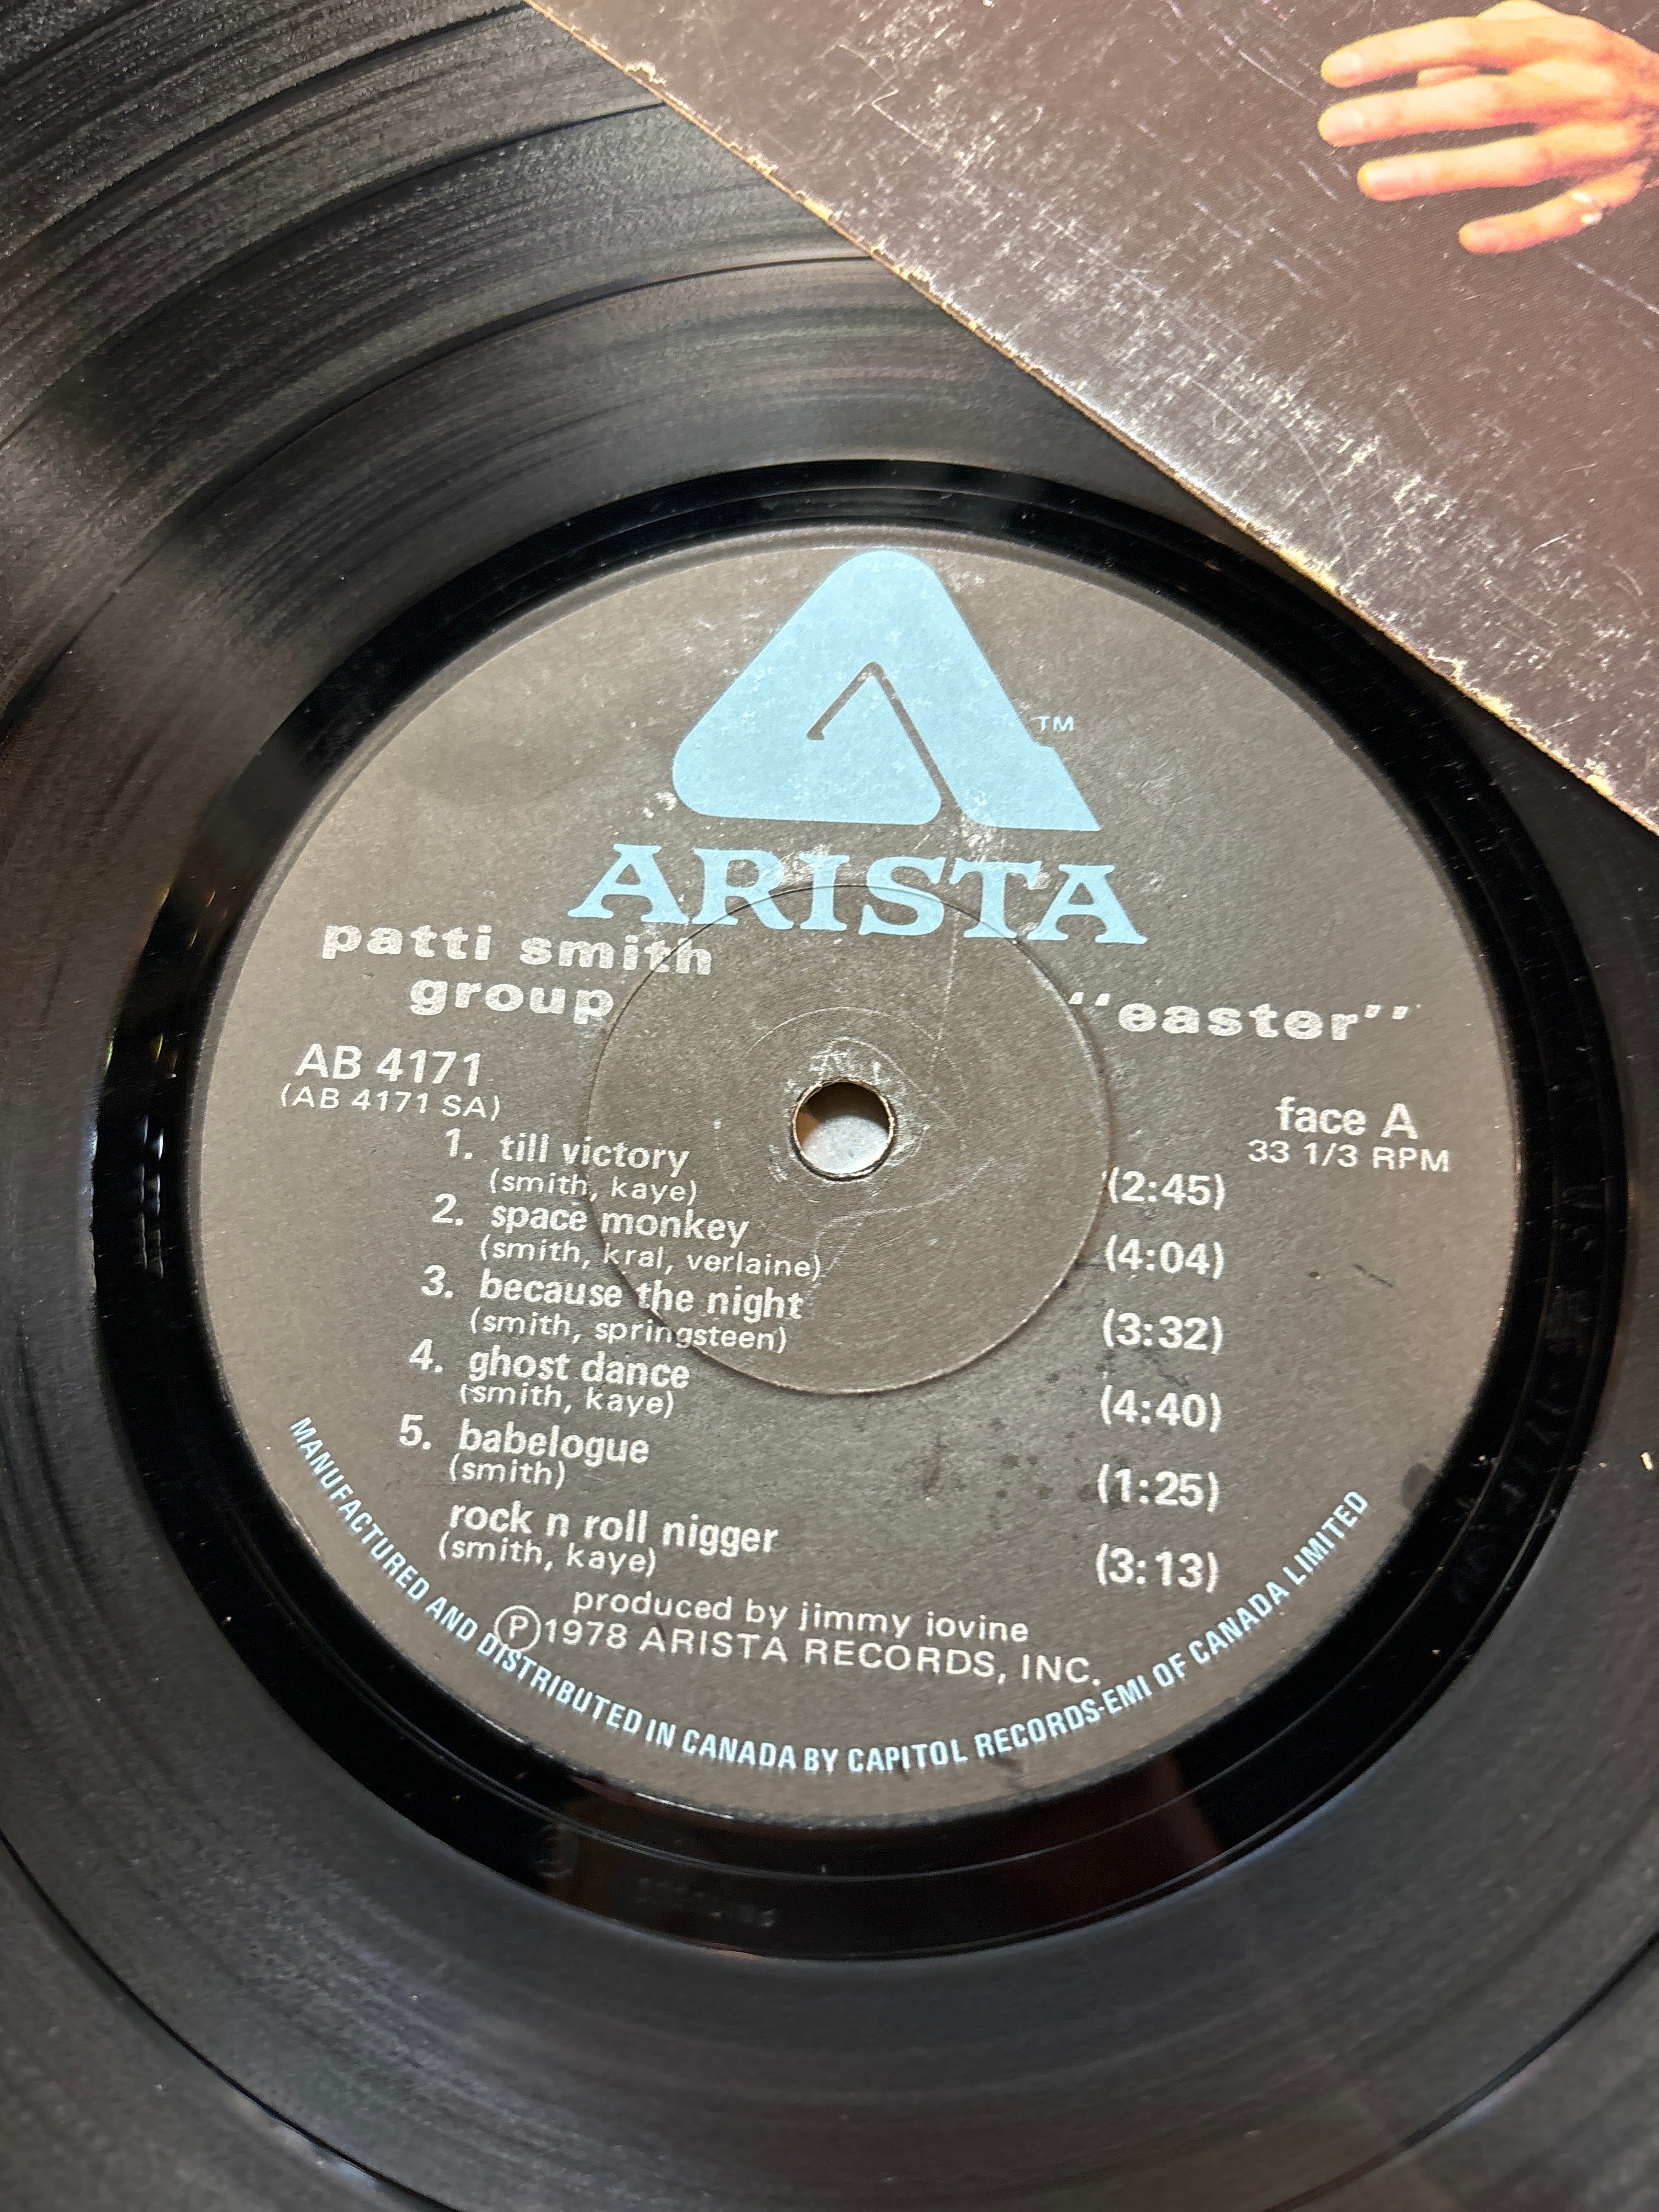 TM
ARISTA
patti smith
group
"easter"
AB 4171
(AB 4171 SA)
face A
33 1/3 RPM
1. till victory
(smith, kaye) (2:45)
2. space monkey
(smith, kral, verlaine) (4:04)
3. because the night
(smith, springsteen) (3:32)
4. ghost dance
(smith, kaye) (4:40)
5. babelogue
(smith) (1:25)
rock n roll nigger
(smith, kaye) (3:13)
produced by jimmy iovine
Ⓟ1978 ARISTA RECORDS, INC.
MANUFACTURED AND DISTRIBUTED IN CANADA BY CAPITOL RECORDS-EMI OF CANADA LIMITED